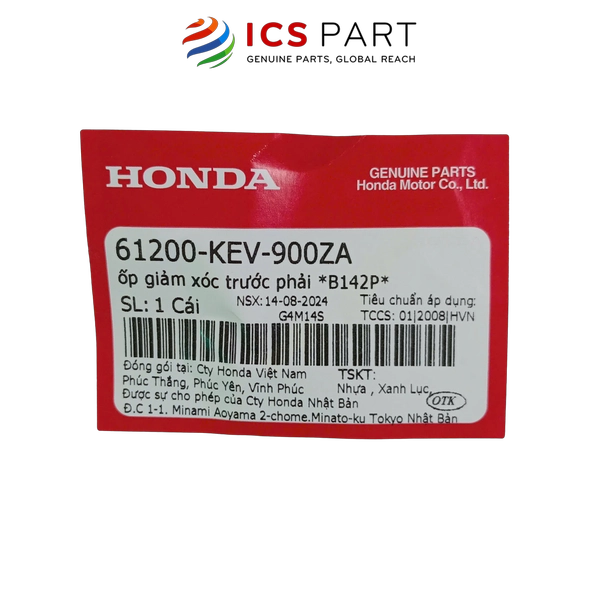 ICS PART
GENUINE PARTS, GLOBAL REACH
HONDA
GENUINE PARTS
Honda Motor Co., Ltd.
61200-KEV-900ZA
ốp giảm xóc trước phải *B142P*
SL: 1 Cái
NSX: 14-08-2024
G4M14S
Tiêu chuẩn áp dụng:
TCCS: 01|2008|HVN
Đóng gói tại: Cty Honda Việt Nam
Phúc Thắng, Phúc Yên, Vĩnh Phúc
Được sự cho phép của Cty Honda Nhật Bản
Đ.C 1-1. Minami Aoyama 2-chome.Minato-ku Tokyo Nhật Bản
TSKT:
Nhựa , Xanh Lục,
OTK